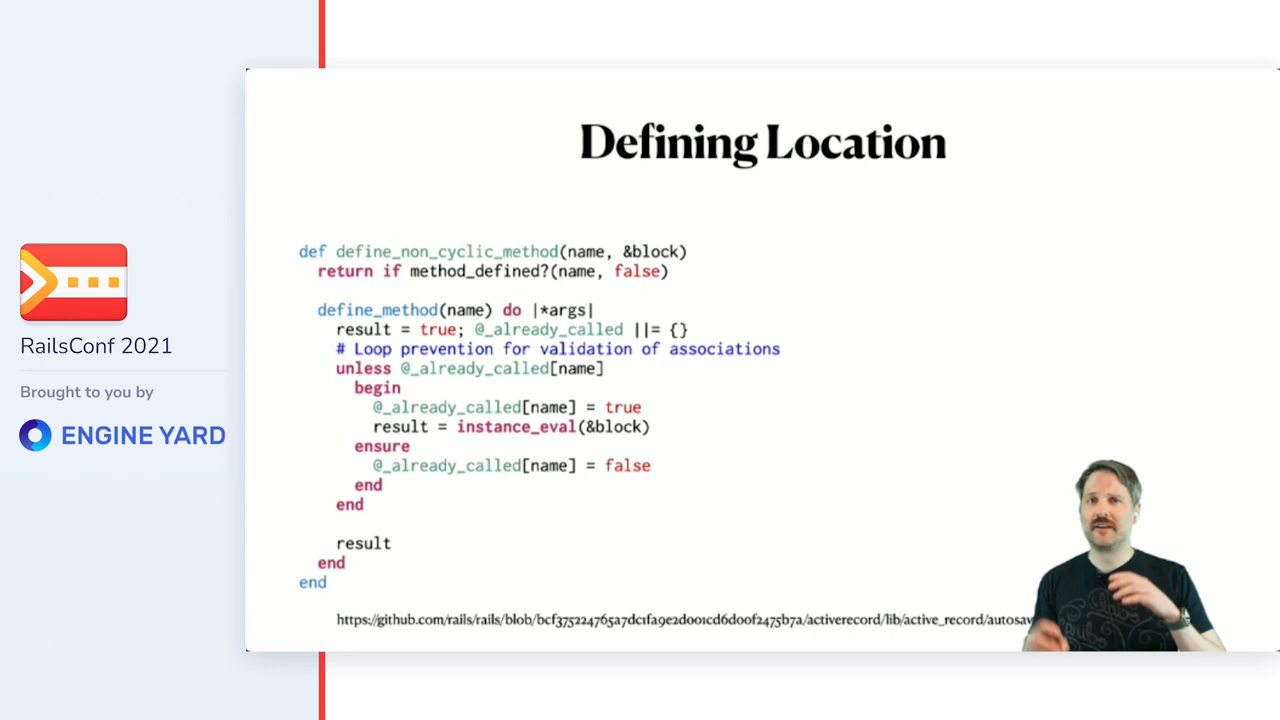 Defining Location
def define_non_cyclic_method(name, &block)
return if method_defined?(name, false)
define_method(name) do |*args|
result = true; @_already_called ||= {}
# Loop prevention for validation of associations
unless @_already_called[name]
begin
@_already_called[name] = true
result = instance_eval(&block)
ensure
@_already_called[name] = false
end
end
result
end
end
https://github.com/rails/rails/blob/bcf375224765a7dc1fa9e2d001cd6d00f2475b7a/activerecord/lib/active_record/autosav
RailsConf 2021
Brought to you by
ENGINE YARD